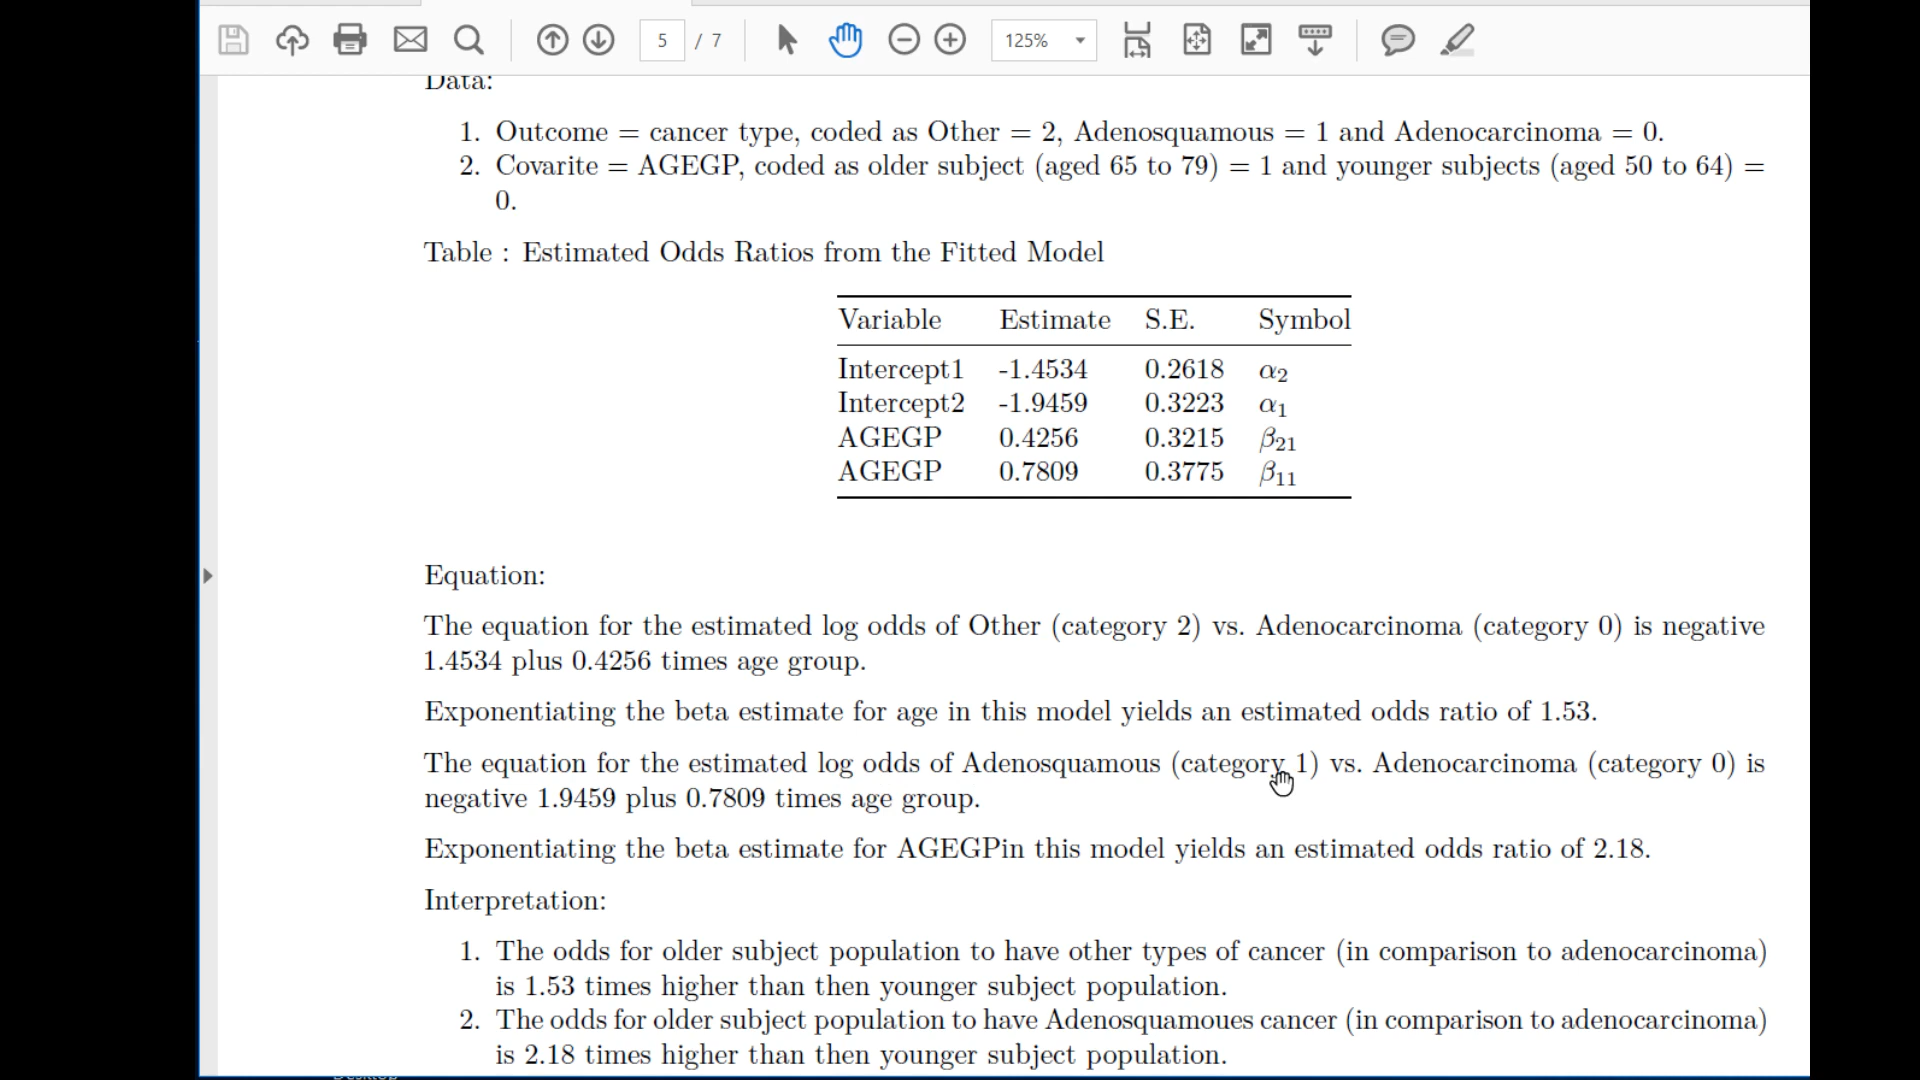 5 / 7 125%
Data:
1. Outcome = cancer type, coded as Other = 2, Adenosquamous = 1 and Adenocarcinoma = 0.
2. Covarite = AGEGP, coded as older subject (aged 65 to 79) = 1 and younger subjects (aged 50 to 64) =
0.
Table : Estimated Odds Ratios from the Fitted Model
Variable Estimate S.E. Symbol
Intercept1 -1.4534 0.2618 α2
Intercept2 -1.9459 0.3223 α1
AGEGP 0.4256 0.3215 β21
AGEGP 0.7809 0.3775 β11
Equation:
The equation for the estimated log odds of Other (category 2) vs. Adenocarcinoma (category 0) is negative
1.4534 plus 0.4256 times age group.
Exponentiating the beta estimate for age in this model yields an estimated odds ratio of 1.53.
The equation for the estimated log odds of Adenosquamous (category 1) vs. Adenocarcinoma (category 0) is
negative 1.9459 plus 0.7809 times age group.
Exponentiating the beta estimate for AGEGPin this model yields an estimated odds ratio of 2.18.
Interpretation:
1. The odds for older subject population to have other types of cancer (in comparison to adenocarcinoma)
is 1.53 times higher than then younger subject population.
2. The odds for older subject population to have Adenosquamoues cancer (in comparison to adenocarcinoma)
is 2.18 times higher than then younger subject population.
Desktop